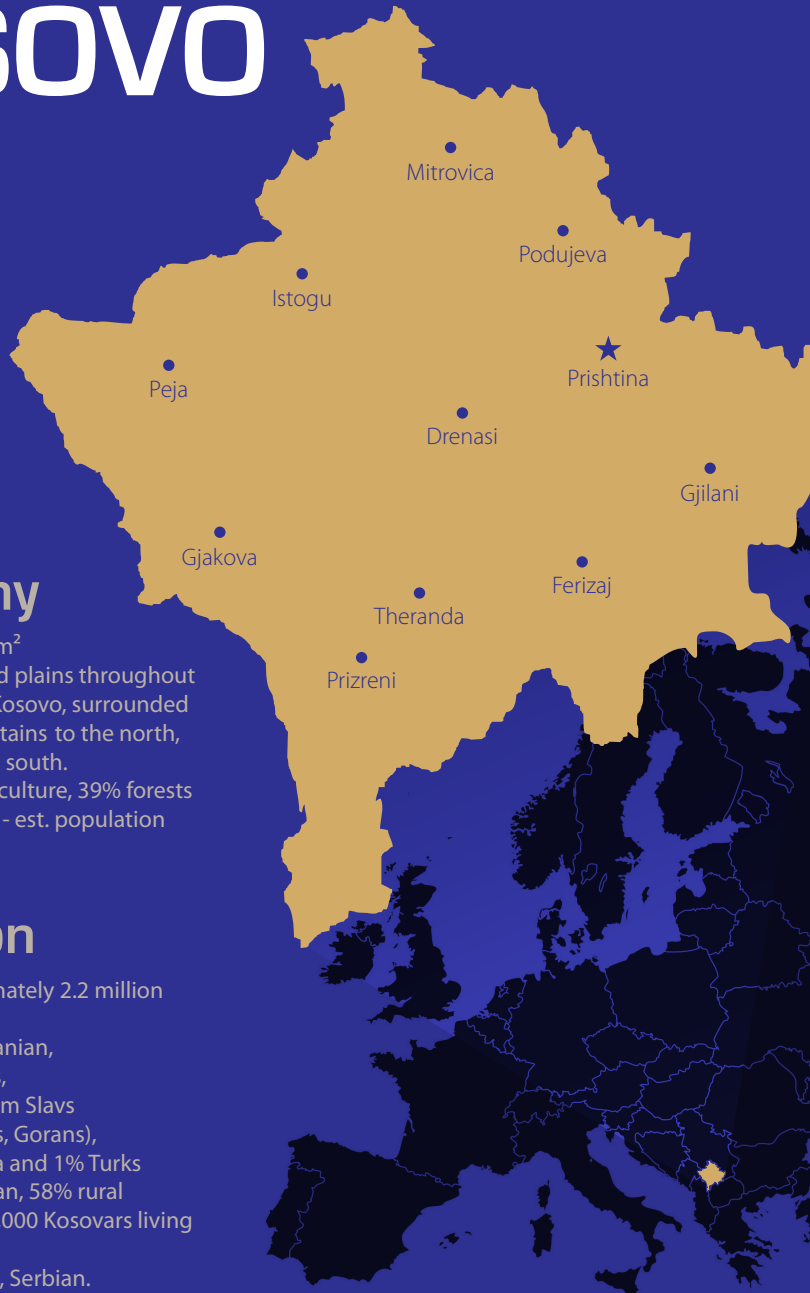 SOVO
Mitrovica
Podujeva
Istogu
Prishtina
Peja
Drenasi
Gjilani
Gjakova
Ferizaj
Theranda
Prizreni
hy
m²
d plains throughout
Kosovo, surrounded
tains to the north,
south.
culture, 39% forests
- est. population
on
nately 2.2 million
anian,
,
m Slavs
s, Gorans),
a and 1% Turks
an, 58% rural
,000 Kosovars living
, Serbian.